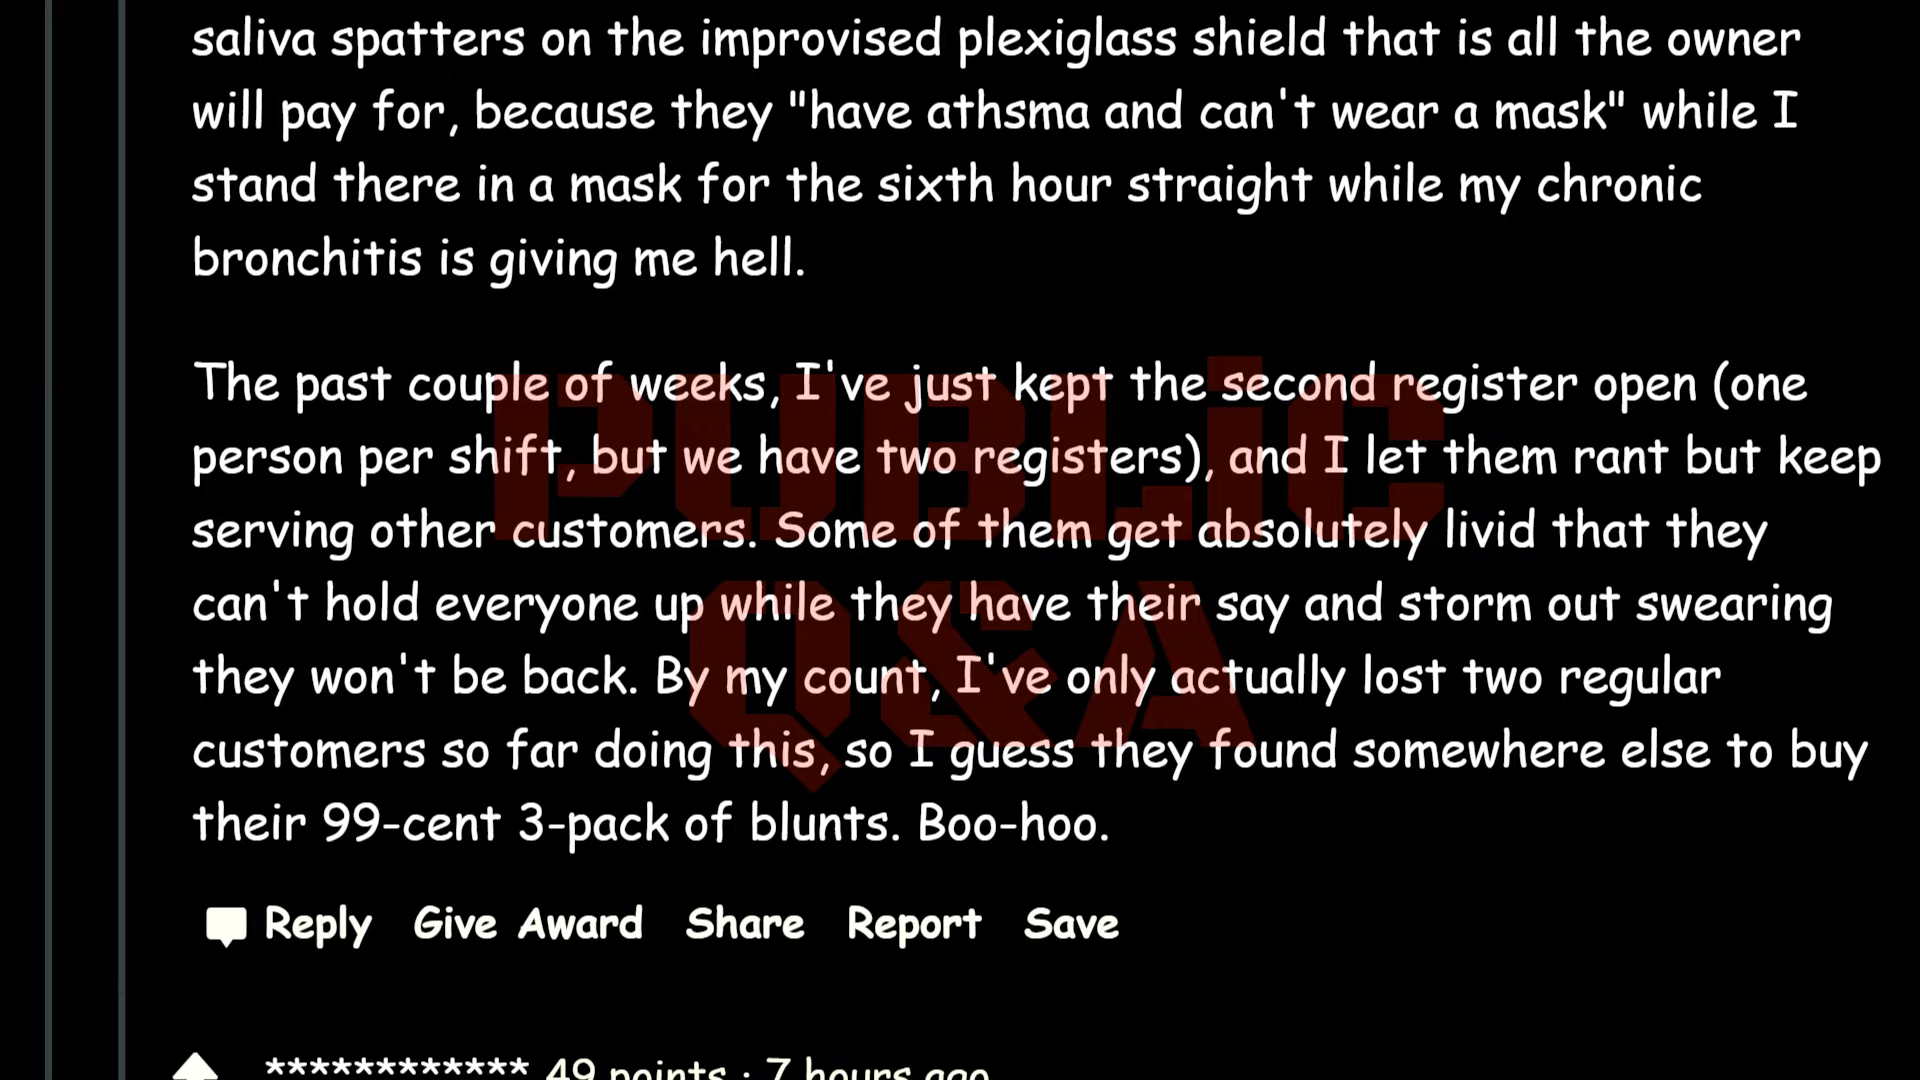 saliva spatters on the improvised plexiglass shield that is all the owner
will pay for, because they "have athsma and can't wear a mask" while I
stand there in a mask for the sixth hour straight while my chronic
bronchitis is giving me hell.
The past couple of weeks, I've just kept the second register open (one
person per shift, but we have two registers), and I let them rant but keep
serving other customers. Some of them get absolutely livid that they
can't hold everyone up while they have their say and storm out swearing
they won't be back. By my count, I've only actually lost two regular
customers so far doing this, so I guess they found somewhere else to buy
their 99-cent 3-pack of blunts. Boo-hoo.
PUBLIC
Q&A
Reply Give Award Share Report Save
************ 49 points · 7 hours ago